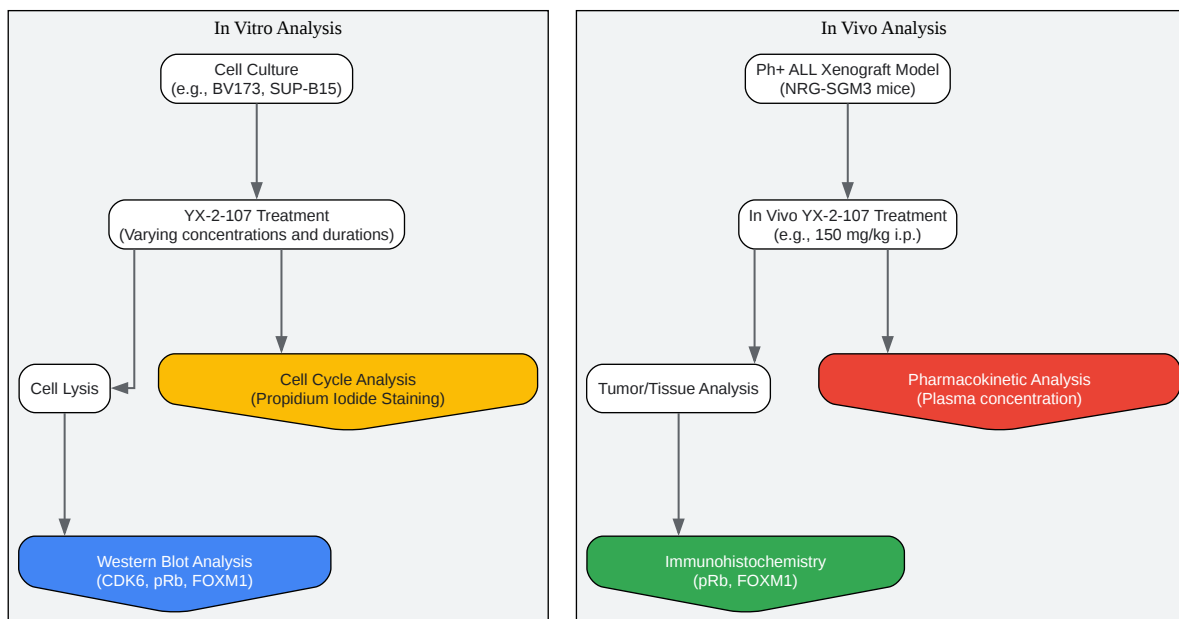 In Vitro Analysis
Cell Culture
(e.g., BV173, SUP-B15)
YX-2-107 Treatment
(Varying concentrations and durations)
Cell Lysis
Cell Cycle Analysis
(Propidium Iodide Staining)
Western Blot Analysis
(CDK6, pRb, FOXM1)
In Vivo Analysis
Ph+ ALL Xenograft Model
(NRG-SGM3 mice)
In Vivo YX-2-107 Treatment
(e.g., 150 mg/kg i.p.)
Tumor/Tissue Analysis
Pharmacokinetic Analysis
(Plasma concentration)
Immunohistochemistry
(pRb, FOXM1)